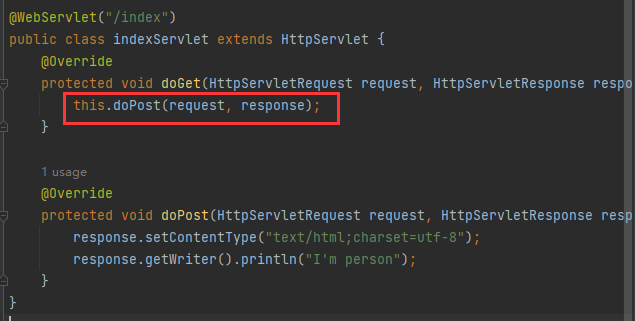 @WebServlet("/index")
public class indexServlet extends HttpServlet {
@Override
protected void doGet(HttpServletRequest request, HttpServletResponse respo
this.doPost(request, response);
}
1 usage
@Override
protected void doPost(HttpServletRequest request, HttpServletResponse resp
response.setContentType("text/html;charset=utf-8");
response.getWriter().println("I'm person");
}
}